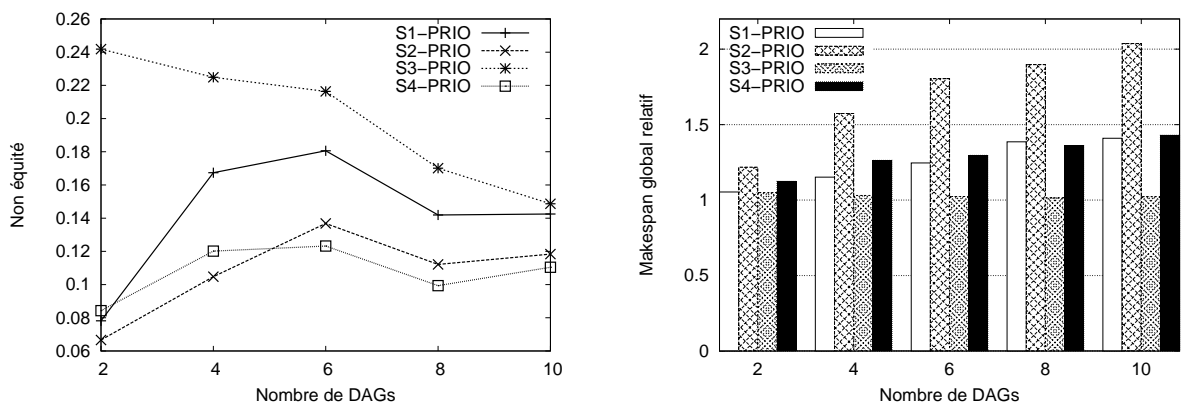 0.26
0.24
0.22
0.2
0.18
0.16
0.14
0.12
0.1
0.08
0.06
Non équité
2
4
6
8
10
Nombre de DAGs
S1−PRIO
S2−PRIO
S3−PRIO
S4−PRIO
2
1.5
1
0.5
0
Makespan global relatif
2
4
6
8
10
Nombre de DAGs
S1−PRIO
S2−PRIO
S3−PRIO
S4−PRIO